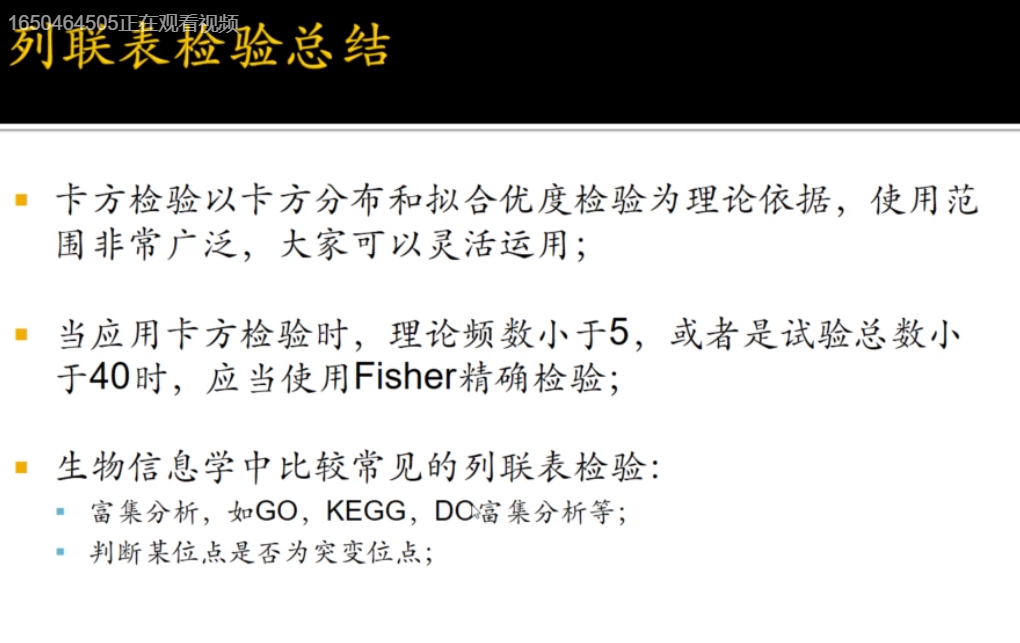 1650464505正在观看视频
列联表检验总结
卡方检验以卡方分布和拟合优度检验为理论依据，使用范
围非常广泛，大家可以灵活运用；
当应用卡方检验时，理论频数小于5，或者是试验总数小
于40时，应当使用Fisher精确检验；
生物信息学中比较常见的列联表检验：
富集分析，如GO，KEGG，DO富集分析等；
判断某位点是否为突变位点；